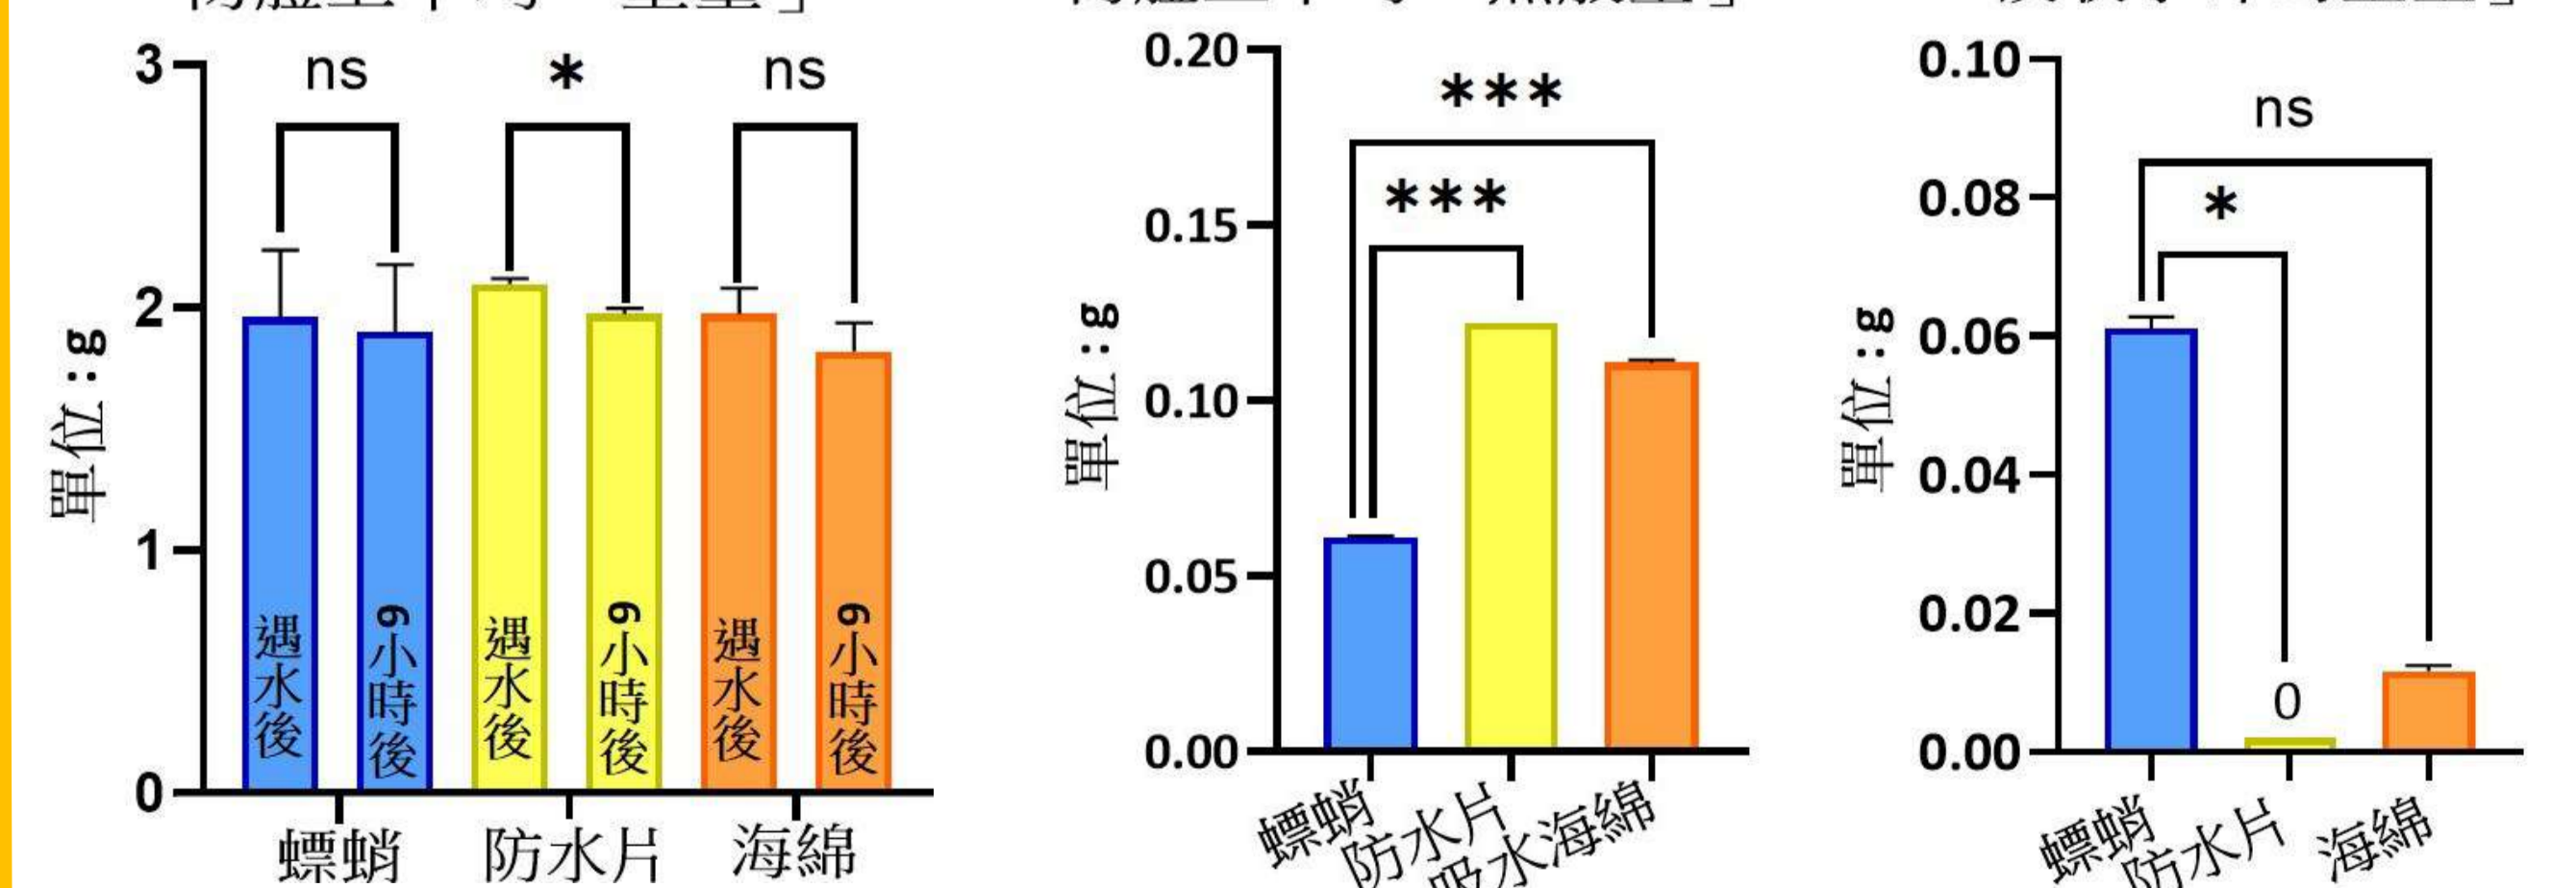 3
2
1
0
單位:g
ns
*
ns
遇水後
9小時後
遇水後
9小時後
遇水後
9小時後
螵蛸
防水片
海綿
0.20
0.15
0.10
0.05
0.00
單位:g
***
***
螵蛸
防水片
吸水海綿
0.10
0.08
0.06
0.04
0.02
0.00
單位:g
ns
*
0
螵蛸
防水片
海綿